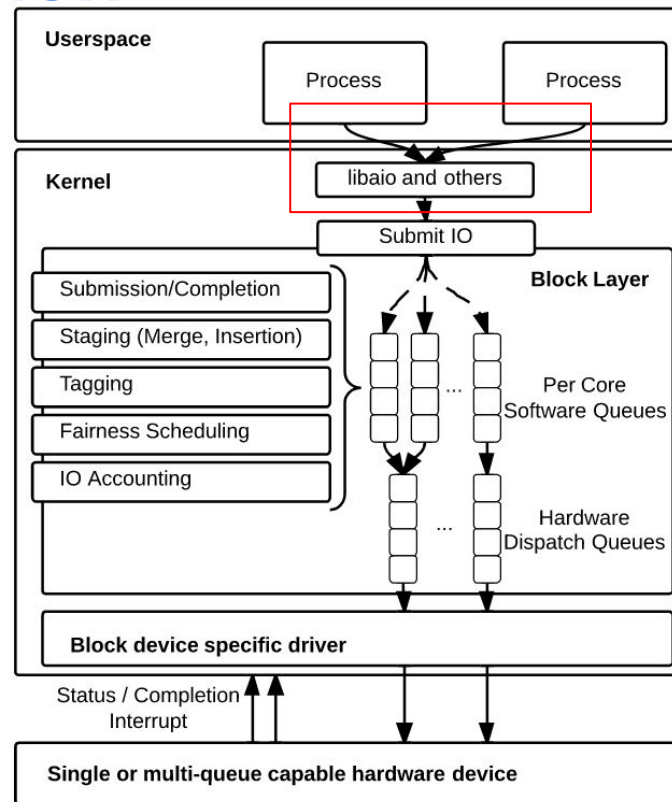 Userspace
Process
Process
Kernel
libaio and others
Submit IO
Block Layer
Submission/Completion
Staging (Merge, Insertion)
Tagging
Fairness Scheduling
IO Accounting
...
Per Core
Software Queues
...
Hardware
Dispatch Queues
Block device specific driver
Status / Completion
Interrupt
Single or multi-queue capable hardware device